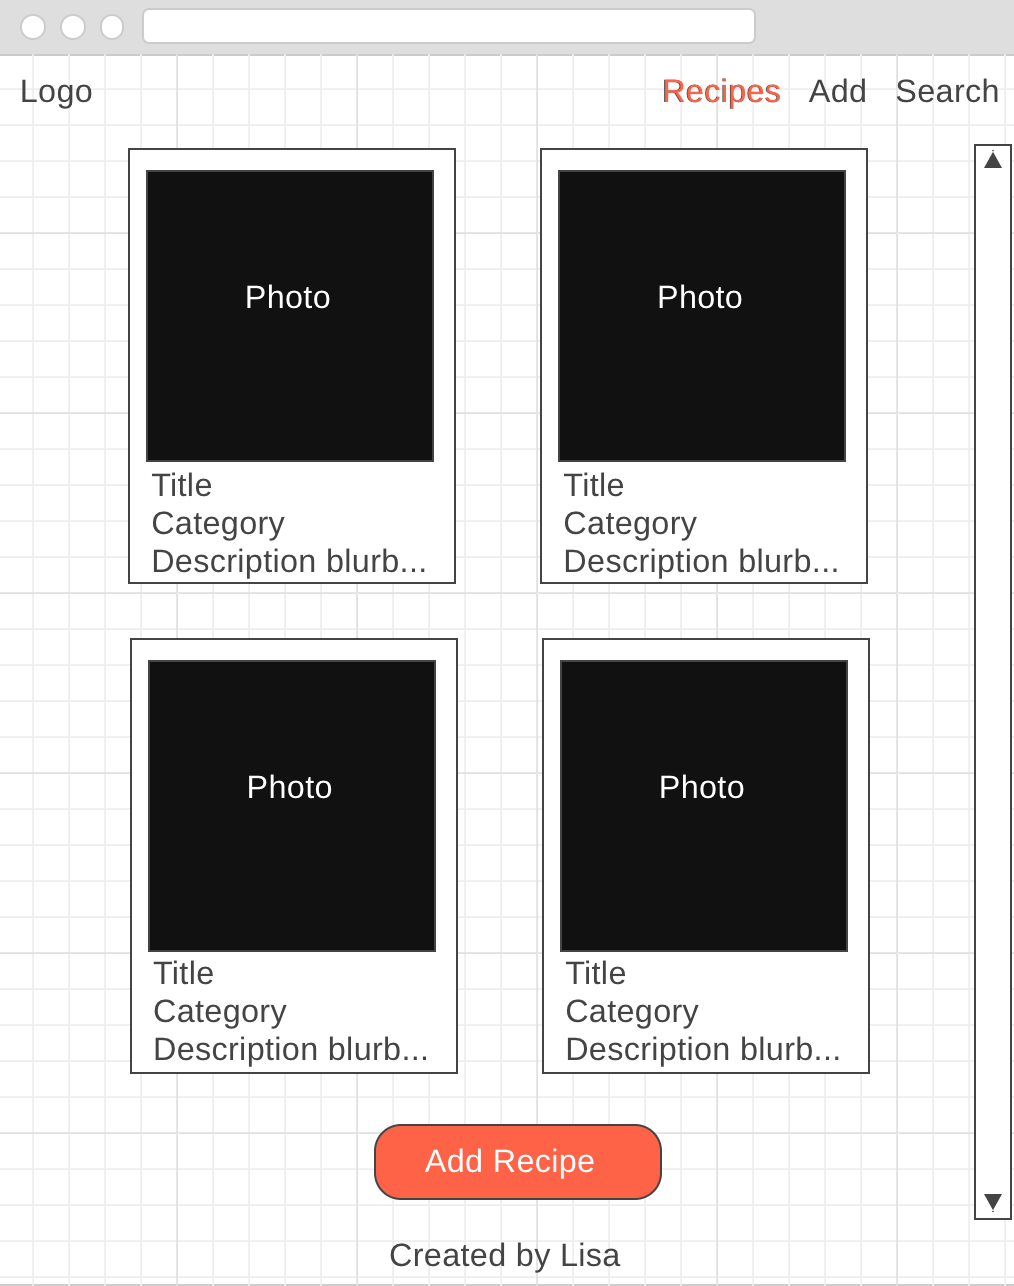 Logo
Recipes Add Search
Photo
Title
Category
Description blurb...
Photo
Title
Category
Description blurb...
Photo
Title
Category
Description blurb...
Photo
Title
Category
Description blurb...
Add Recipe
Created by Lisa